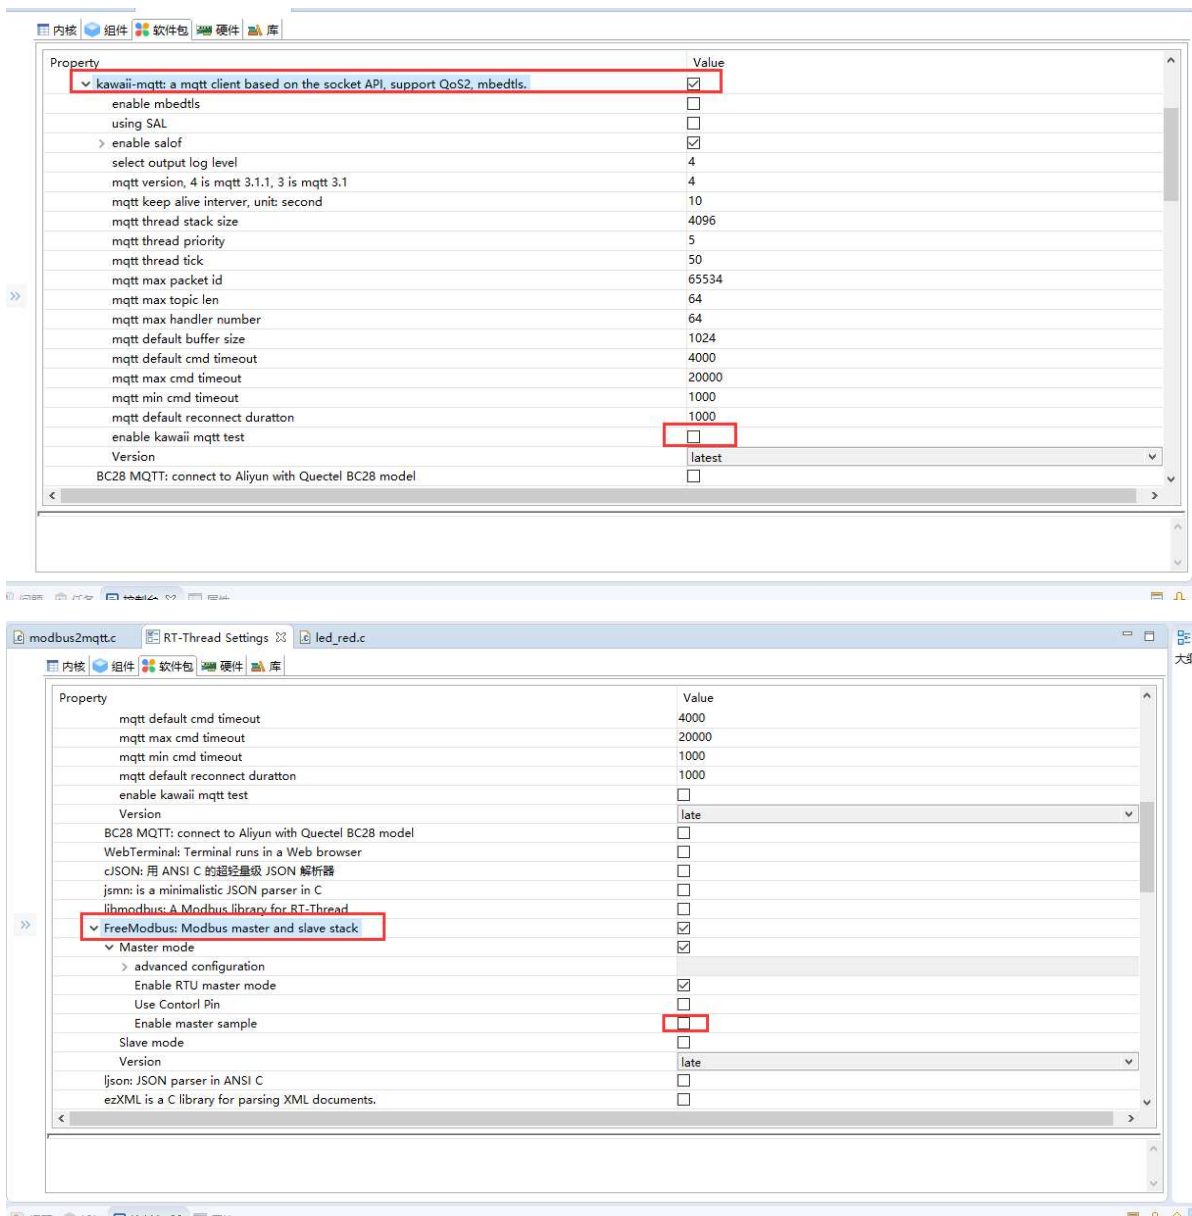 内核 组件 软件包 硬件 库
Property Value
kawaii-mqtt: a mqtt client based on the socket API, support QoS2, mbedtls.
enable mbedtls
using SAL
enable salof
select output log level 4
mqtt version, 4 is mqtt 3.1.1, 3 is mqtt 3.1 4
mqtt keep alive interver, unit: second 10
mqtt thread stack size 4096
mqtt thread priority 5
mqtt thread tick 50
mqtt max packet id 65534
mqtt max topic len 64
mqtt max handler number 64
mqtt default buffer size 1024
mqtt default cmd timeout 4000
mqtt max cmd timeout 20000
mqtt min cmd timeout 1000
mqtt default reconnect duratton 1000
enable kawaii mqtt test
Version latest
BC28 MQTT: connect to Aliyun with Quectel BC28 model
modbus2mqtt.c RT-Thread Settings led_red.c
内核 组件 软件包 硬件 库
Property Value
mqtt default cmd timeout 4000
mqtt max cmd timeout 20000
mqtt min cmd timeout 1000
mqtt default reconnect duratton 1000
enable kawaii mqtt test
Version late
BC28 MQTT: connect to Aliyun with Quectel BC28 model
WebTerminal: Terminal runs in a Web browser
cJSON: 用 ANSI C 的超轻量级 JSON 解析器
jsmn: is a minimalistic JSON parser in C
libmodbus: A Modbus library for RT-Thread
FreeModbus: Modbus master and slave stack
Master mode
advanced configuration
Enable RTU master mode
Use Contorl Pin
Enable master sample
Slave mode
Version late
ljson: JSON parser in ANSI C
ezXML is a C library for parsing XML documents.